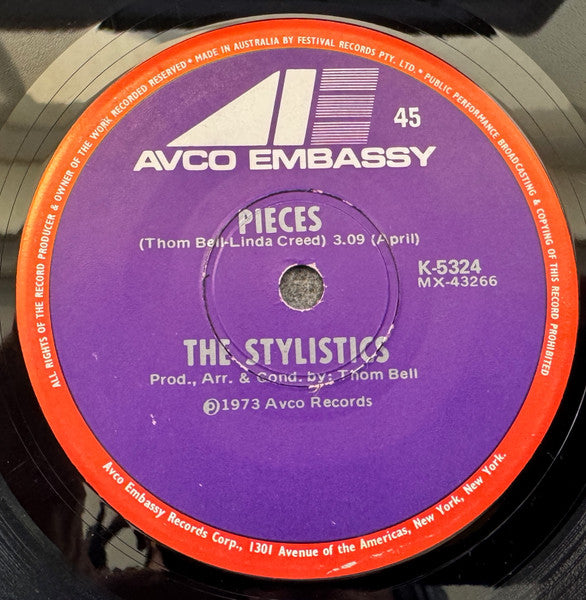 ALL RIGHTS OF THE RECORD PRODUCER & OWNER OF THE WORK RECORDED RESERVED • MADE IN AUSTRALIA BY FESTIVAL RECORDS PTY. LTD. • PUBLIC PERFORMANCE BROADCASTING & COPYING OF THIS RECORD PROHIBITED
45
AVCO EMBASSY
PIECES
(Thom Bell-Linda Creed) 3.09 (April)
K-5324
MX-43266
THE STYLISTICS
Prod., Arr. & Cond. by: Thom Bell
℗1973 Avco Records
Avco Embassy Records Corp., 1301 Avenue of the Americas, New York, New York.